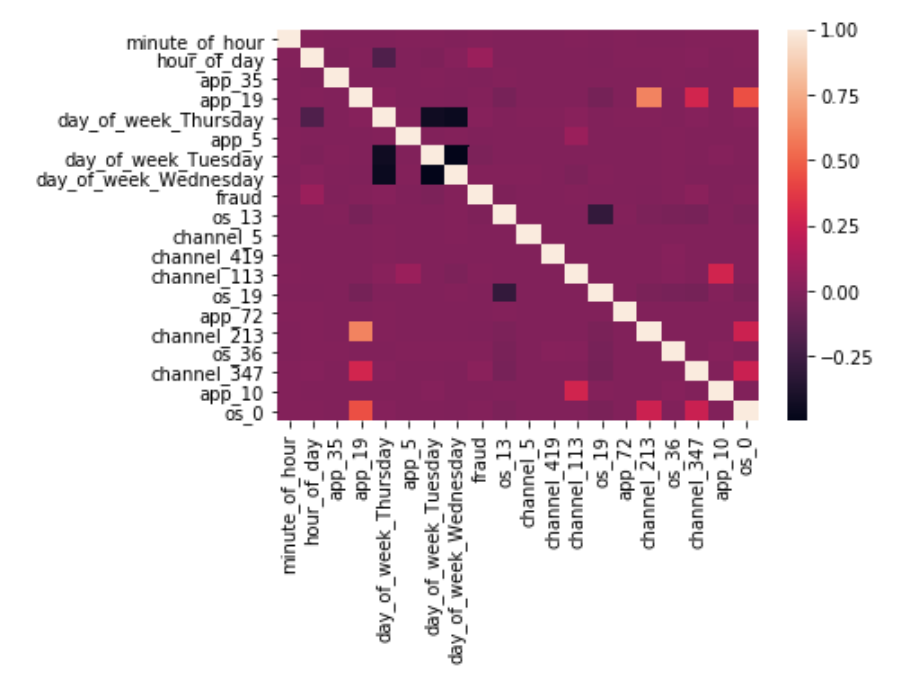 minute_of_hour
hour_of_day
app_35
app_19
day_of_week_Thursday
app_5
day_of_week_Tuesday
day_of_week_Wednesday
fraud
os_13
channel_5
channel_419
channel_113
os_19
app_72
channel_213
os_36
channel_347
app_10
os_0
1.00
0.75
0.50
0.25
0.00
−0.25
minute_of_hour
hour_of_day
app_35
app_19
day_of_week_Thursday
app_5
day_of_week_Tuesday
day_of_week_Wednesday
fraud
os_13
channel_5
channel_419
channel_113
os_19
app_72
channel_213
os_36
channel_347
app_10
os_0